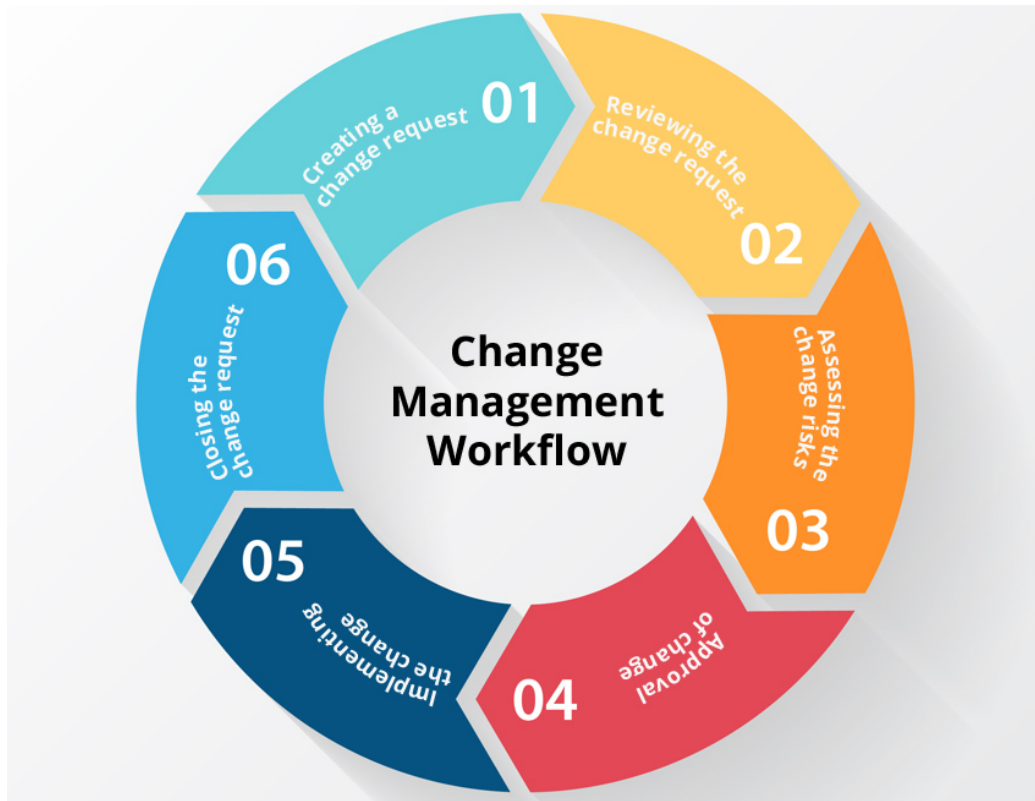 Change
Management
Workflow
01
Creating a
change request
02
Reviewing the
change request
03
Assessing the
change risks
04
Approval
of change
05
Implementing
the change
06
Closing the
change request